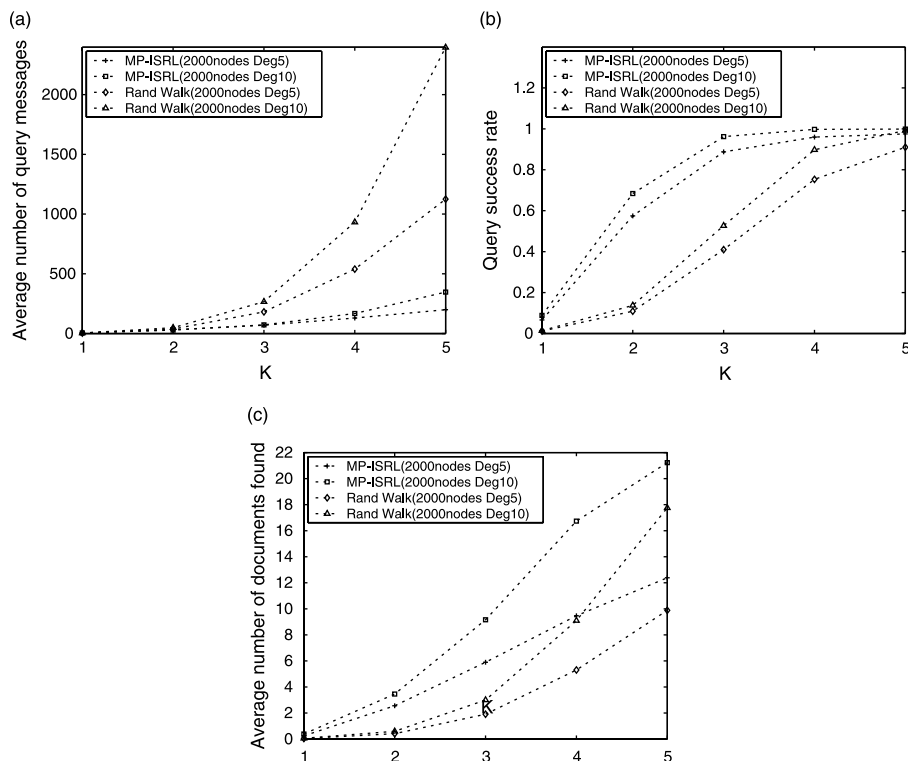 (a)
MP-ISRL(2000nodes Deg5)
MP-ISRL(2000nodes Deg10)
Rand Walk(2000nodes Deg5)
Rand Walk(2000nodes Deg10)
Average number of query messages
2000
1500
1000
500
0
1 2 3 4 5
K
(b)
MP-ISRL(2000nodes Deg5)
MP-ISRL(2000nodes Deg10)
Rand Walk(2000nodes Deg5)
Rand Walk(2000nodes Deg10)
Query success rate
1.2
1
0.8
0.6
0.4
0.2
0
1 2 3 4 5
K
(c)
MP-ISRL(2000nodes Deg5)
MP-ISRL(2000nodes Deg10)
Rand Walk(2000nodes Deg5)
Rand Walk(2000nodes Deg10)
Average number of documents found
22
20
18
16
14
12
10
8
6
4
2
0
K
1 2 3 4 5